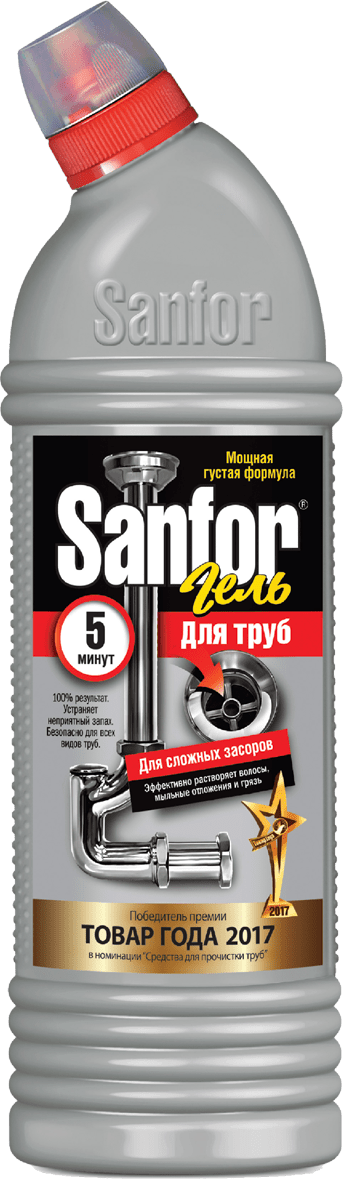 Sanfor
Мощная
густая формула
Sanfor®
Гель
5
минут
Для труб
100% результат.
Устраняет
неприятный запах.
Безопасно для всех
видов труб.
Для сложных засоров
Эффективно растворяет волосы,
мыльные отложения и грязь
2017
Победитель премии
ТОВАР ГОДА 2017
в номинации "Средства для прочистки труб"